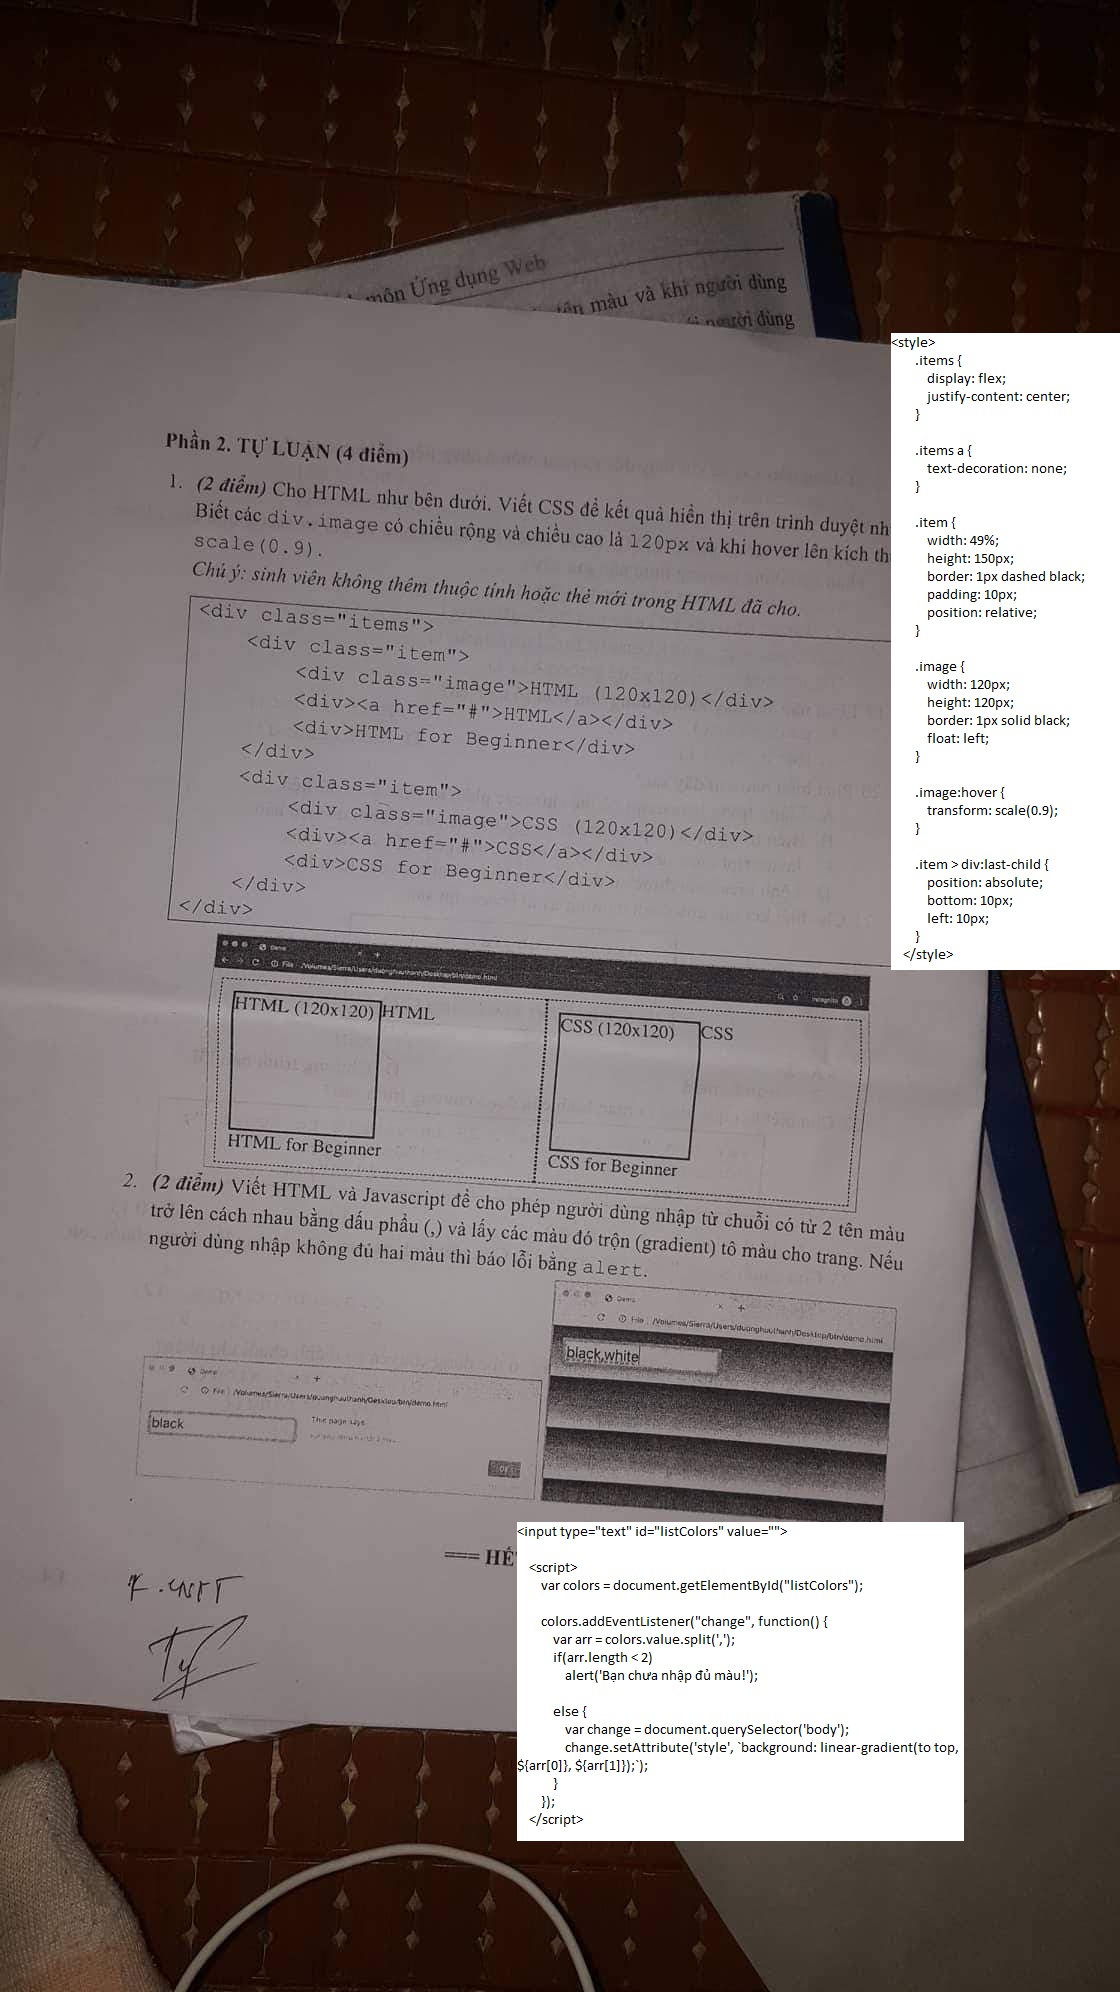 môn Ứng dụng Web
tên màu và khi người dùng
người dùng
Phần 2. TỰ LUẬN (4 điểm)
1. (2 điểm) Cho HTML như bên dưới. Viết CSS để kết quả hiển thị trên trình duyệt
Biết các div.image có chiều rộng và chiều cao là 120px và khi hover lên kích
scale(0.9).
Chú ý: sinh viên không thêm thuộc tính hoặc thẻ mới trong HTML đã cho.
<div class="items">
<div class="item">
<div class="image">HTML (120x120)</div>
<div><a href="#">HTML</a></div>
<div>HTML for Beginner</div>
</div>
<div class="item">
<div class="image">CSS (120x120)</div>
<div><a href="#">CSS</a></div>
<div>CSS for Beginner</div>
</div>
</div>
<style>
.items {
display: flex;
justify-content: center;
}
.items a {
text-decoration: none;
}
.item {
width: 49%;
height: 150px;
border: 1px dashed black;
padding: 10px;
position: relative;
}
.image {
width: 120px;
height: 120px;
border: 1px solid black;
float: left;
}
.image:hover {
transform: scale(0.9);
}
.item > div:last-child {
position: absolute;
bottom: 10px;
left: 10px;
}
</style>
Demo
File /Volumes/Sierra/Users/duonghuuthanh/Desktop/btn/demo.html
Incognito
HTML (120x120) HTML
CSS (120x120) CSS
HTML for Beginner
CSS for Beginner
2. (2 điểm) Viết HTML và Javascript để cho phép người dùng nhập từ chuỗi có từ 2 tên màu
trở lên cách nhau bằng dấu phẩu (,) và lấy các màu đó trộn (gradient) tô màu cho trang. Nếu
người dùng nhập không đủ hai màu thì báo lỗi bằng alert.
Demo
File /Volumes/Sierra/Users/duonghuuthanh/Desktop/btn/demo.html
black,white
Demo
File /Volumes/Sierra/Users/duonghuuthanh/Desktop/btn/demo.html
black
This page says
OK
=== HẾT
<input type="text" id="listColors" value="">
<script>
var colors = document.getElementById("listColors");
colors.addEventListener("change", function() {
var arr = colors.value.split(',');
if(arr.length < 2)
alert('Bạn chưa nhập đủ màu!');
else {
var change = document.querySelector('body');
change.setAttribute('style', `background: linear-gradient(to top,
${arr[0]}, ${arr[1]});`);
}
});
</script>